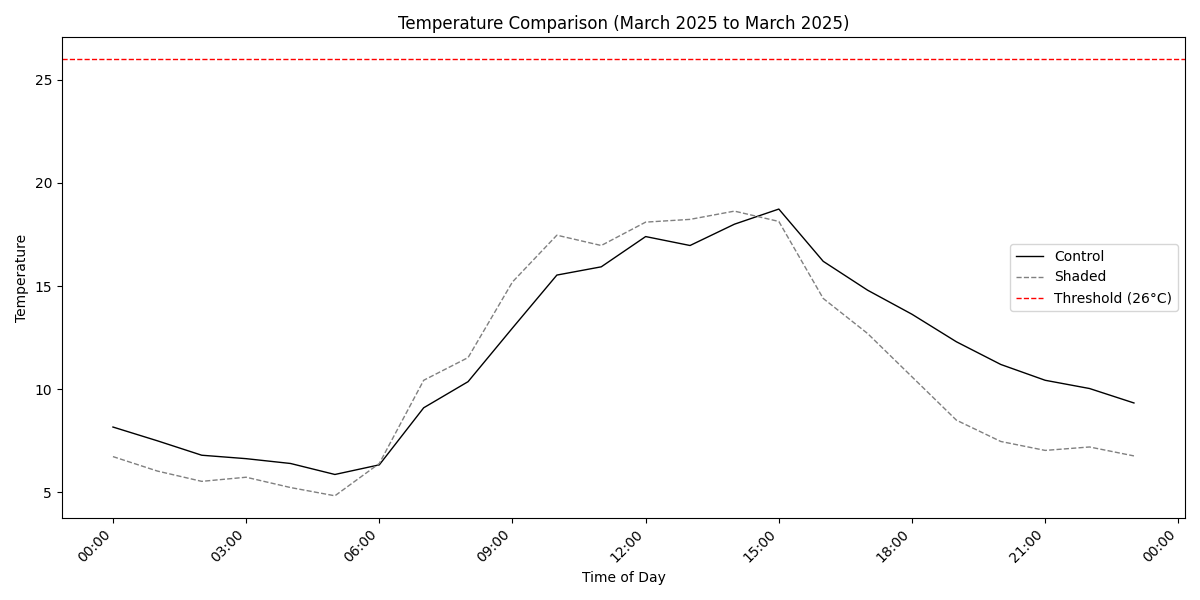 Temperature Comparison (March 2025 to March 2025)
25
20
15
10
5
Temperature
Control
Shaded
Threshold (26°C)
00:00
03:00
06:00
09:00
12:00
15:00
18:00
21:00
00:00
Time of Day